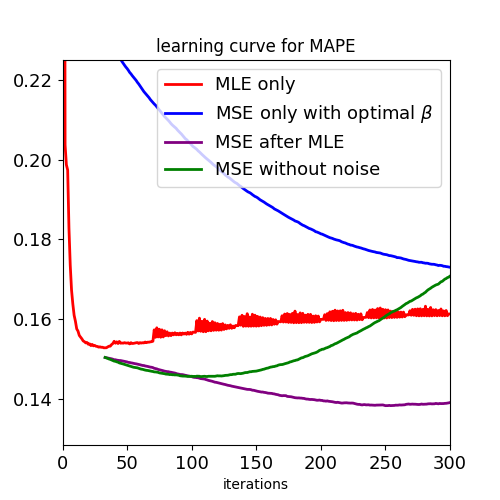 learning curve for MAPE
MLE only
MSE only with optimal β
MSE after MLE
MSE without noise
0.22
0.20
0.18
0.16
0.14
0 50 100 150 200 250 300
iterations